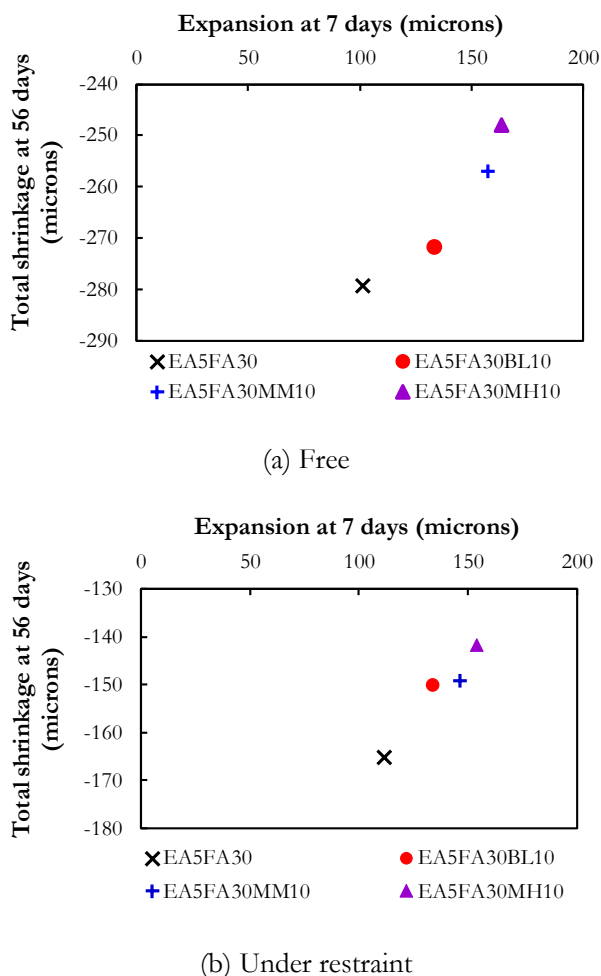 Expansion at 7 days (microns)
0 50 100 150 200
Total shrinkage at 56 days
(microns)
-240
-250
-260
-270
-280
-290
EA5FA30 EA5FA30BL10
EA5FA30MM10 EA5FA30MH10
(a) Free
Expansion at 7 days (microns)
0 50 100 150 200
Total shrinkage at 56 days
(microns)
-130
-140
-150
-160
-170
-180
EA5FA30 EA5FA30BL10
EA5FA30MM10 EA5FA30MH10
(b) Under restraint